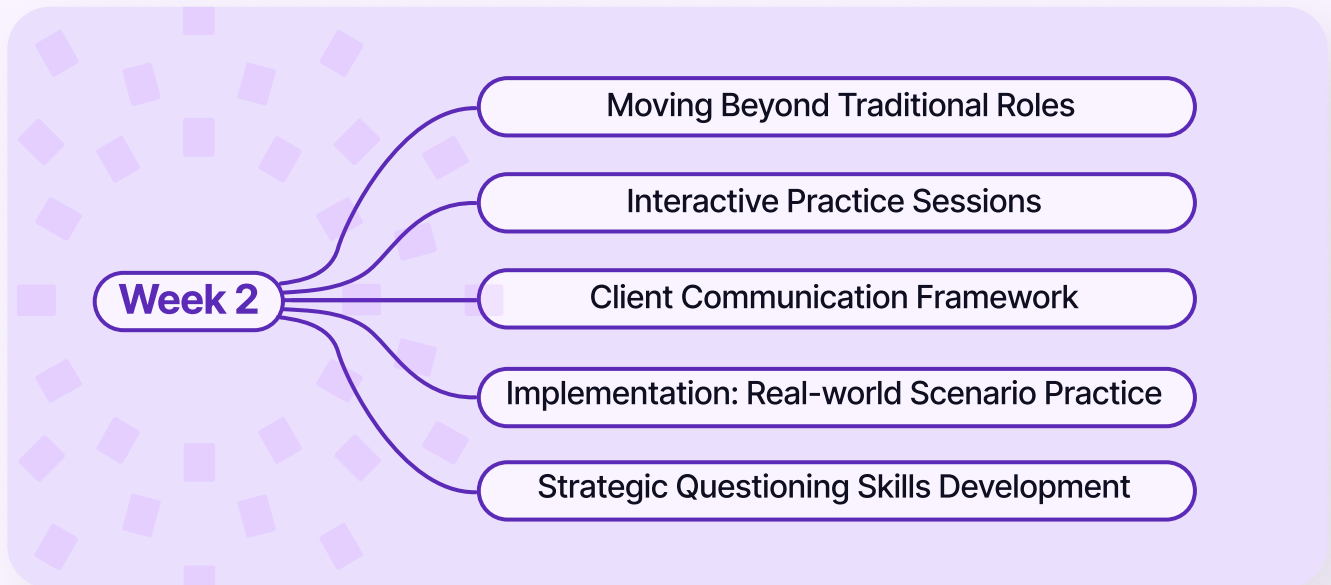 Week 2
Moving Beyond Traditional Roles
Interactive Practice Sessions
Client Communication Framework
Implementation: Real-world Scenario Practice
Strategic Questioning Skills Development